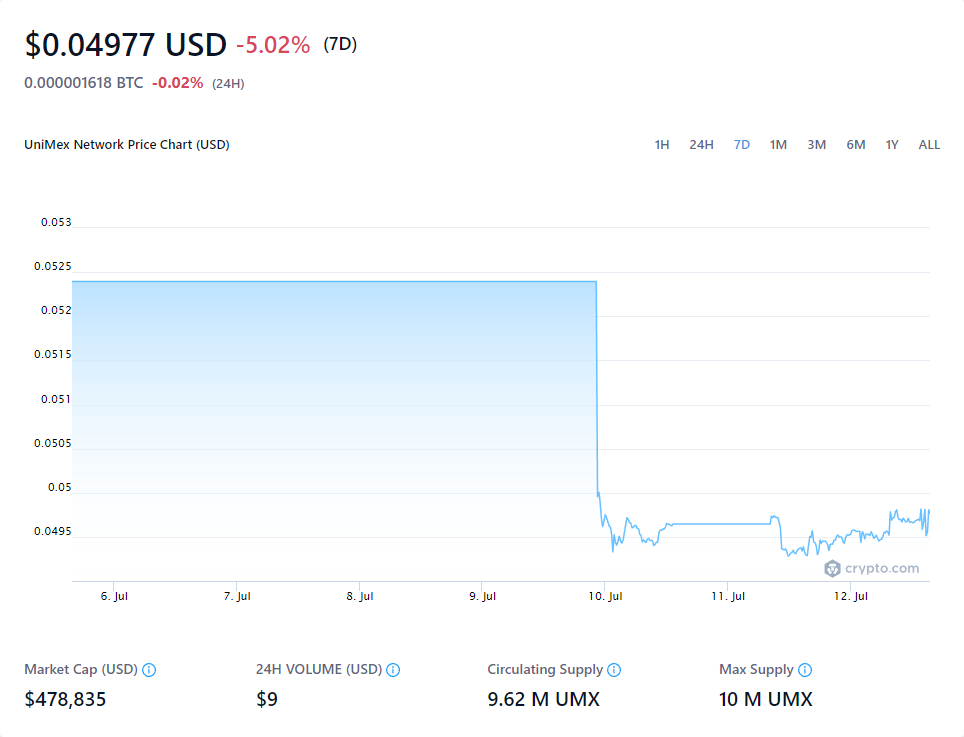 $0.04977 USD -5.02% (7D)
0.000001618 BTC -0.02% (24H)
UniMex Network Price Chart (USD) 1H 24H 7D 1M 3M 6M 1Y ALL
0.053
0.0525
0.052
0.0515
0.051
0.0505
0.05
0.0495
crypto.com
6. Jul 7. Jul 8. Jul 9. Jul 10. Jul 11. Jul 12. Jul
Market Cap (USD) 24H VOLUME (USD) Circulating Supply Max Supply
$478,835 $9 9.62 M UMX 10 M UMX